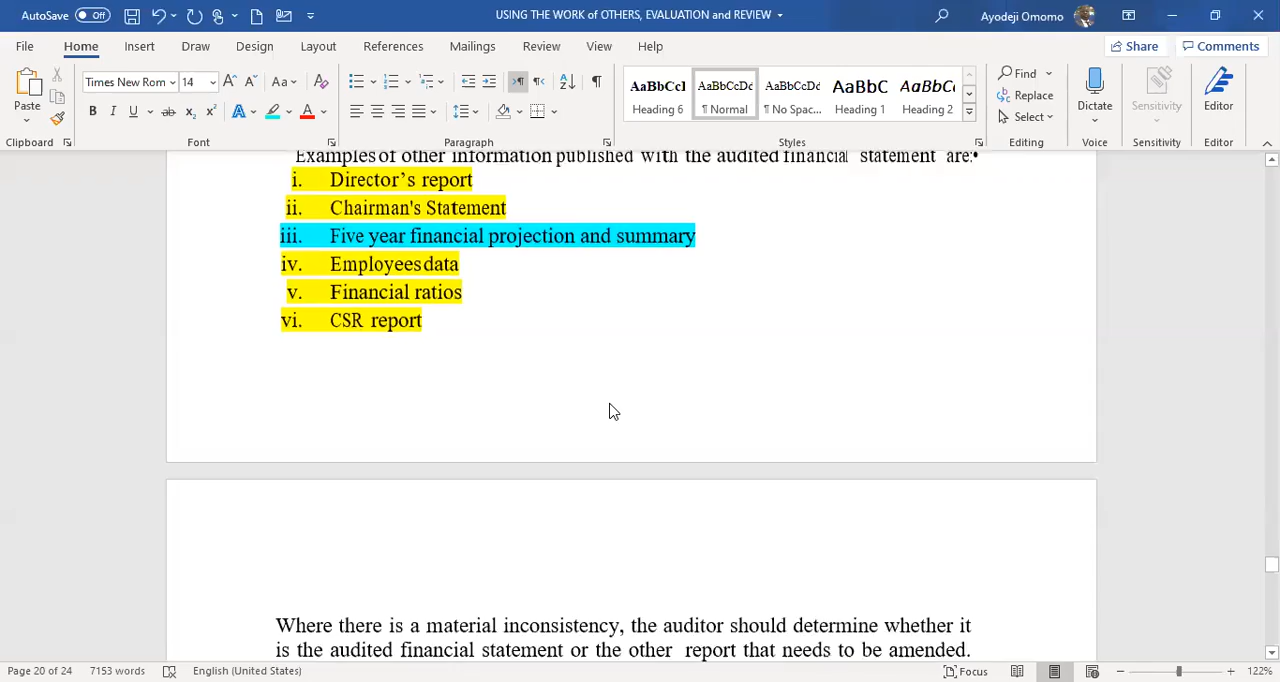 AutoSave Off USING THE WORK of OTHERS, EVALUATION and REVIEW Ayodeji Omomo
File Home Insert Draw Design Layout References Mailings Review View Help Share Comments
Paste Times New Rom 14 Aa AaBbCcI AaBbCcDc AaBbCcDc AaBbC AaBbC Find Replace Select Dictate Sensitivity Editor
Heading 6 ¶ Normal ¶ No Spac... Heading 1 Heading 2
Clipboard Font Paragraph Styles Editing Voice Sensitivity Editor
Examples of other information published with the audited financial statement are:•
i. Director’s report
ii. Chairman's Statement
iii. Five year financial projection and summary
iv. Employees data
v. Financial ratios
vi. CSR report
Where there is a material inconsistency, the auditor should determine whether it
is the audited financial statement or the other report that needs to be amended.
Page 20 of 24 7153 words English (United States) Focus 122%